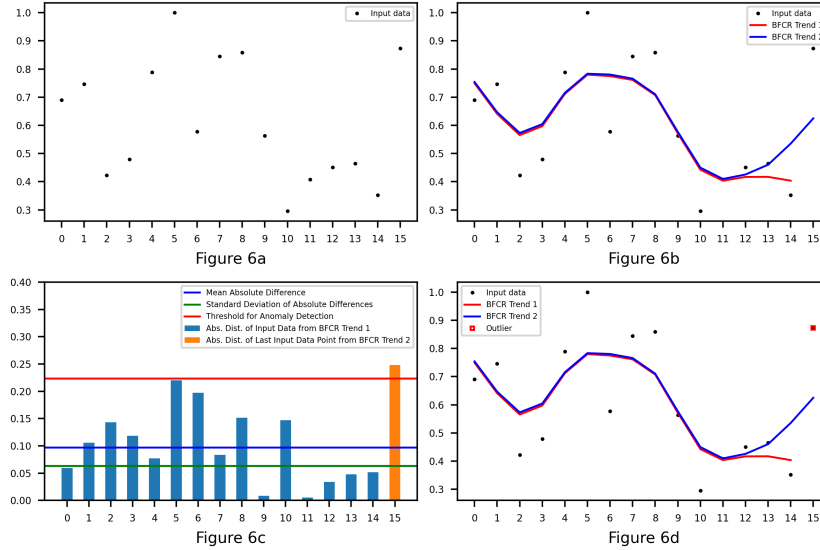 1.0
0.9
0.8
0.7
0.6
0.5
0.4
0.3
Input data
0 1 2 3 4 5 6 7 8 9 10 11 12 13 14 15
Figure 6a
1.0
0.9
0.8
0.7
0.6
0.5
0.4
0.3
Input data
BFCR Trend 1
BFCR Trend 2
0 1 2 3 4 5 6 7 8 9 10 11 12 13 14 15
Figure 6b
0.40
0.35
0.30
0.25
0.20
0.15
0.10
0.05
0.00
Mean Absolute Difference
Standard Deviation of Absolute Differences
Threshold for Anomaly Detection
Abs. Dist. of Input Data from BFCR Trend 1
Abs. Dist. of Last Input Data Point from BFCR Trend 2
0 1 2 3 4 5 6 7 8 9 10 11 12 13 14 15
Figure 6c
1.0
0.9
0.8
0.7
0.6
0.5
0.4
0.3
Input data
BFCR Trend 1
BFCR Trend 2
Outlier
0 1 2 3 4 5 6 7 8 9 10 11 12 13 14 15
Figure 6d